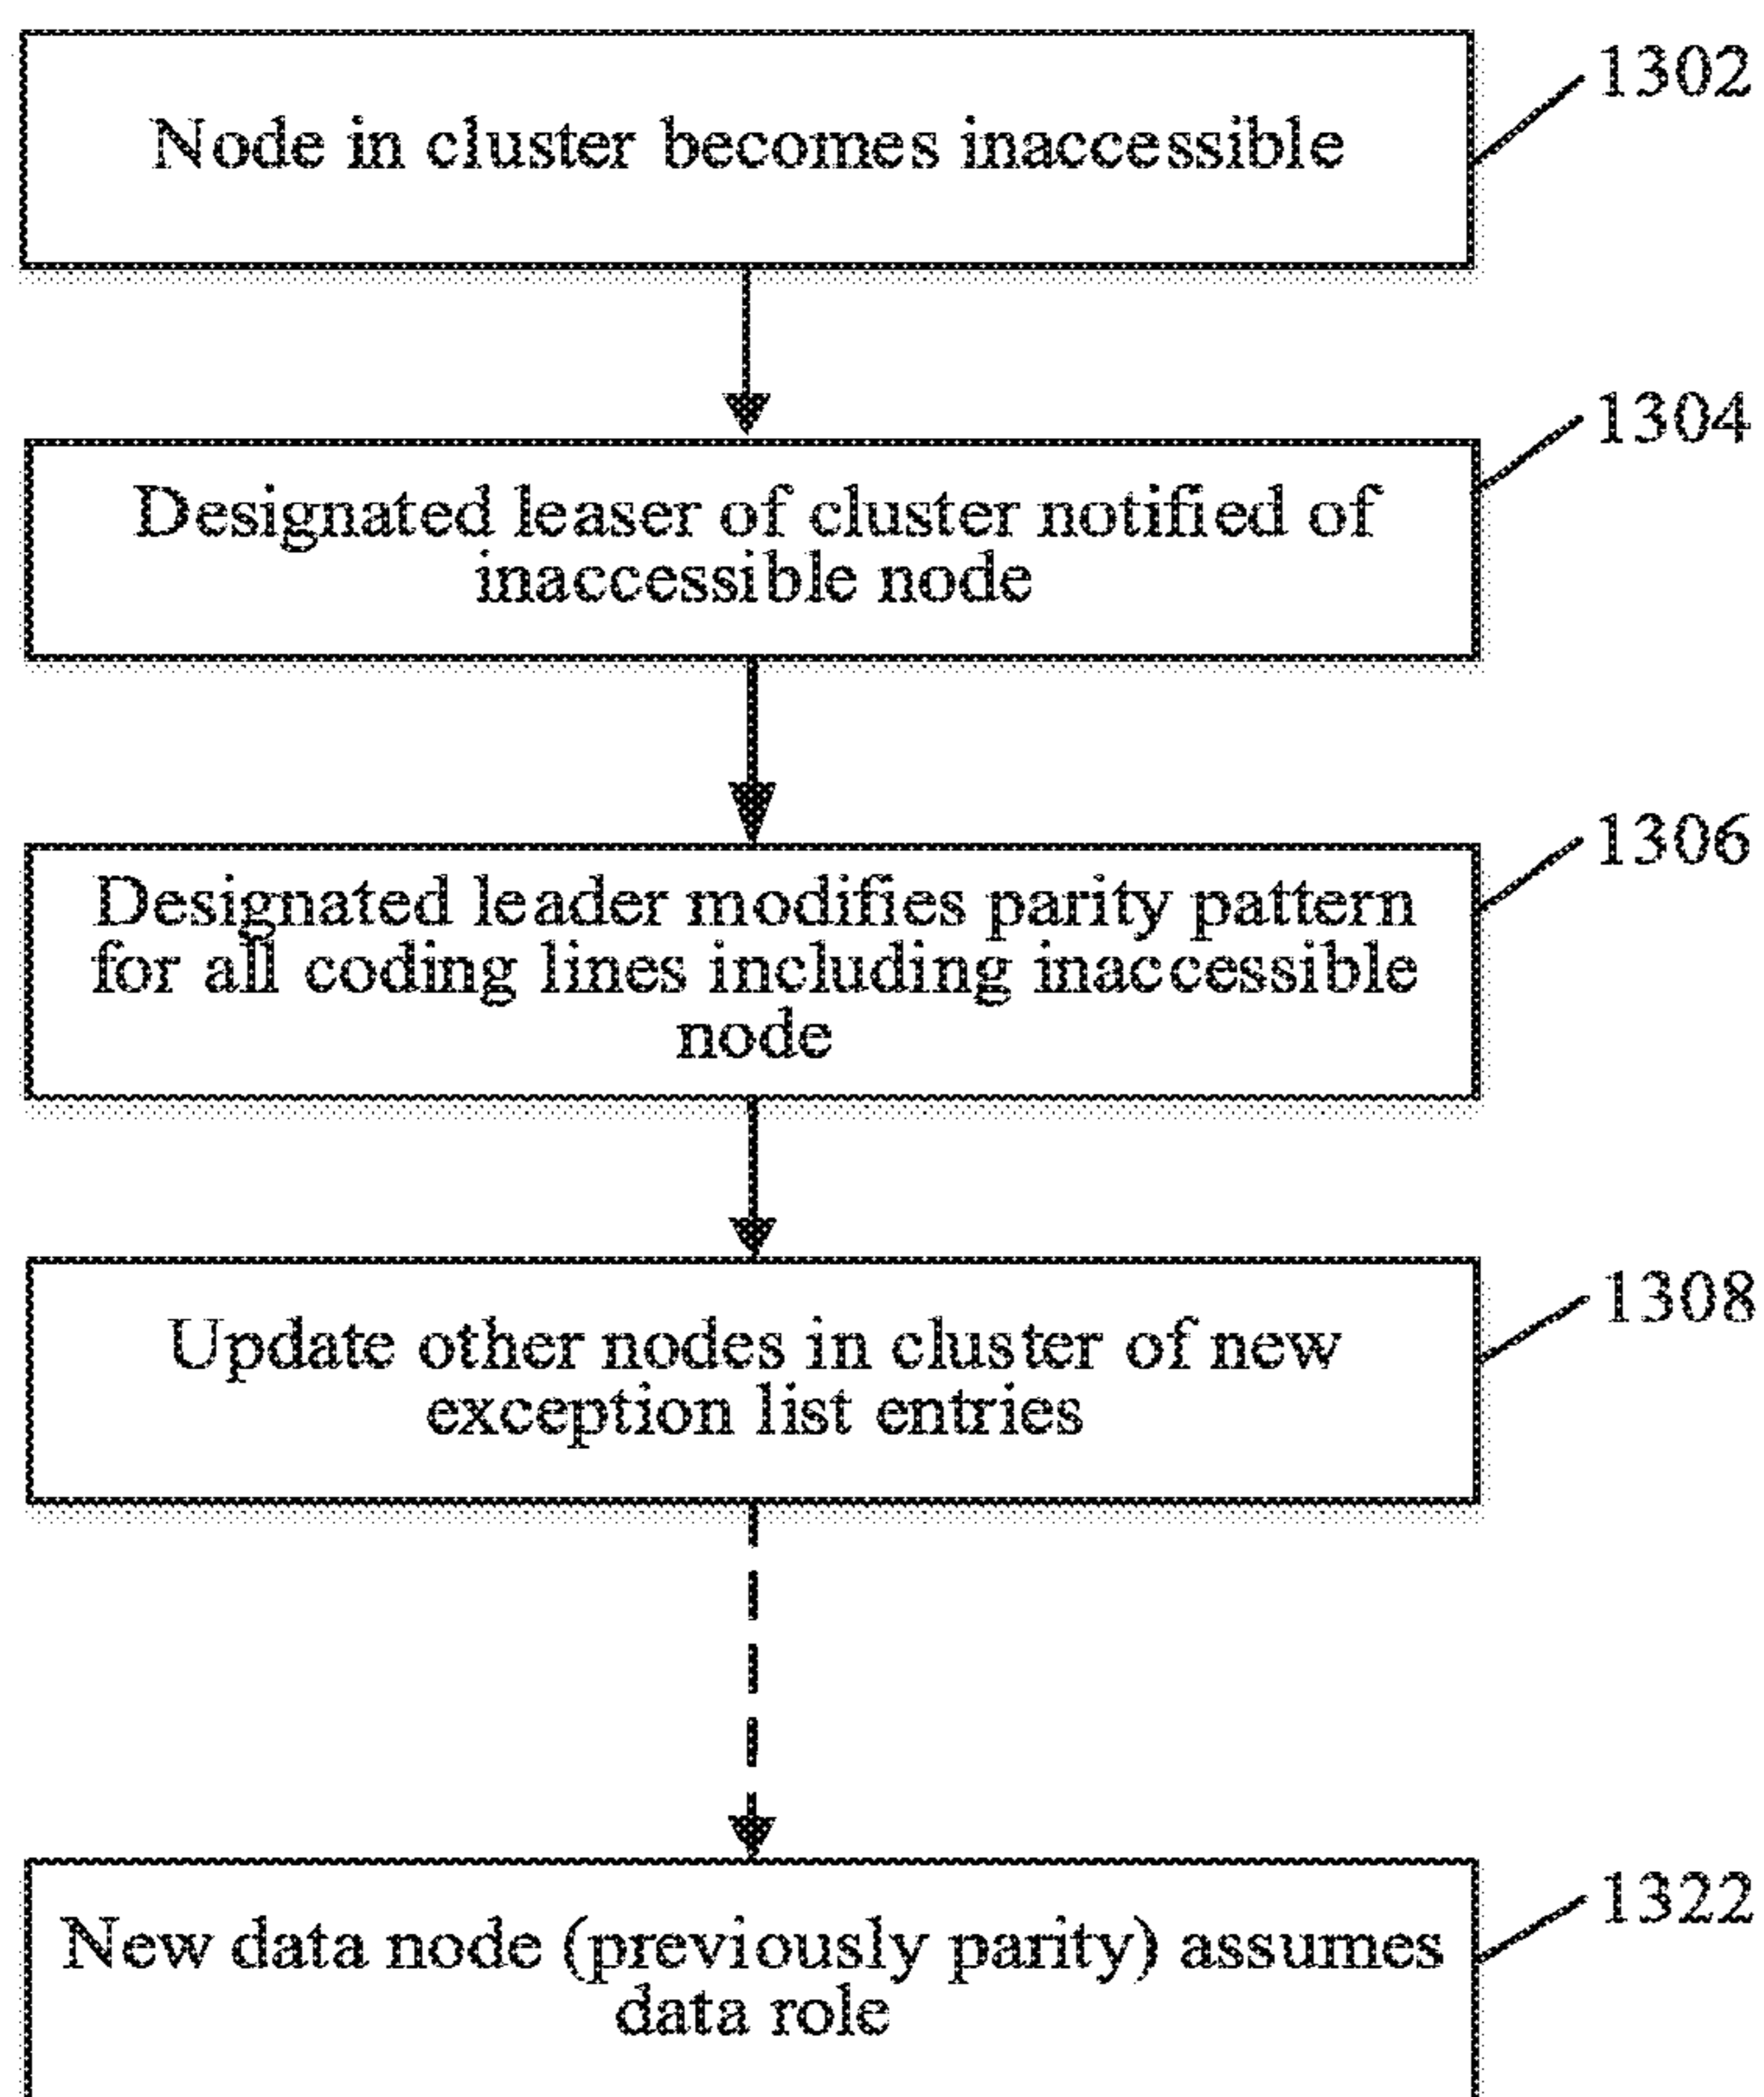 1302
Node in cluster becomes inaccessible
1304
Designated leaser of cluster notified of
inaccessible node
1306
Designated leader modifies parity pattern
for all coding lines including inaccessible
node
1308
Update other nodes in cluster of new
exception list entries
1322
New data node (previously parity) assumes
data role